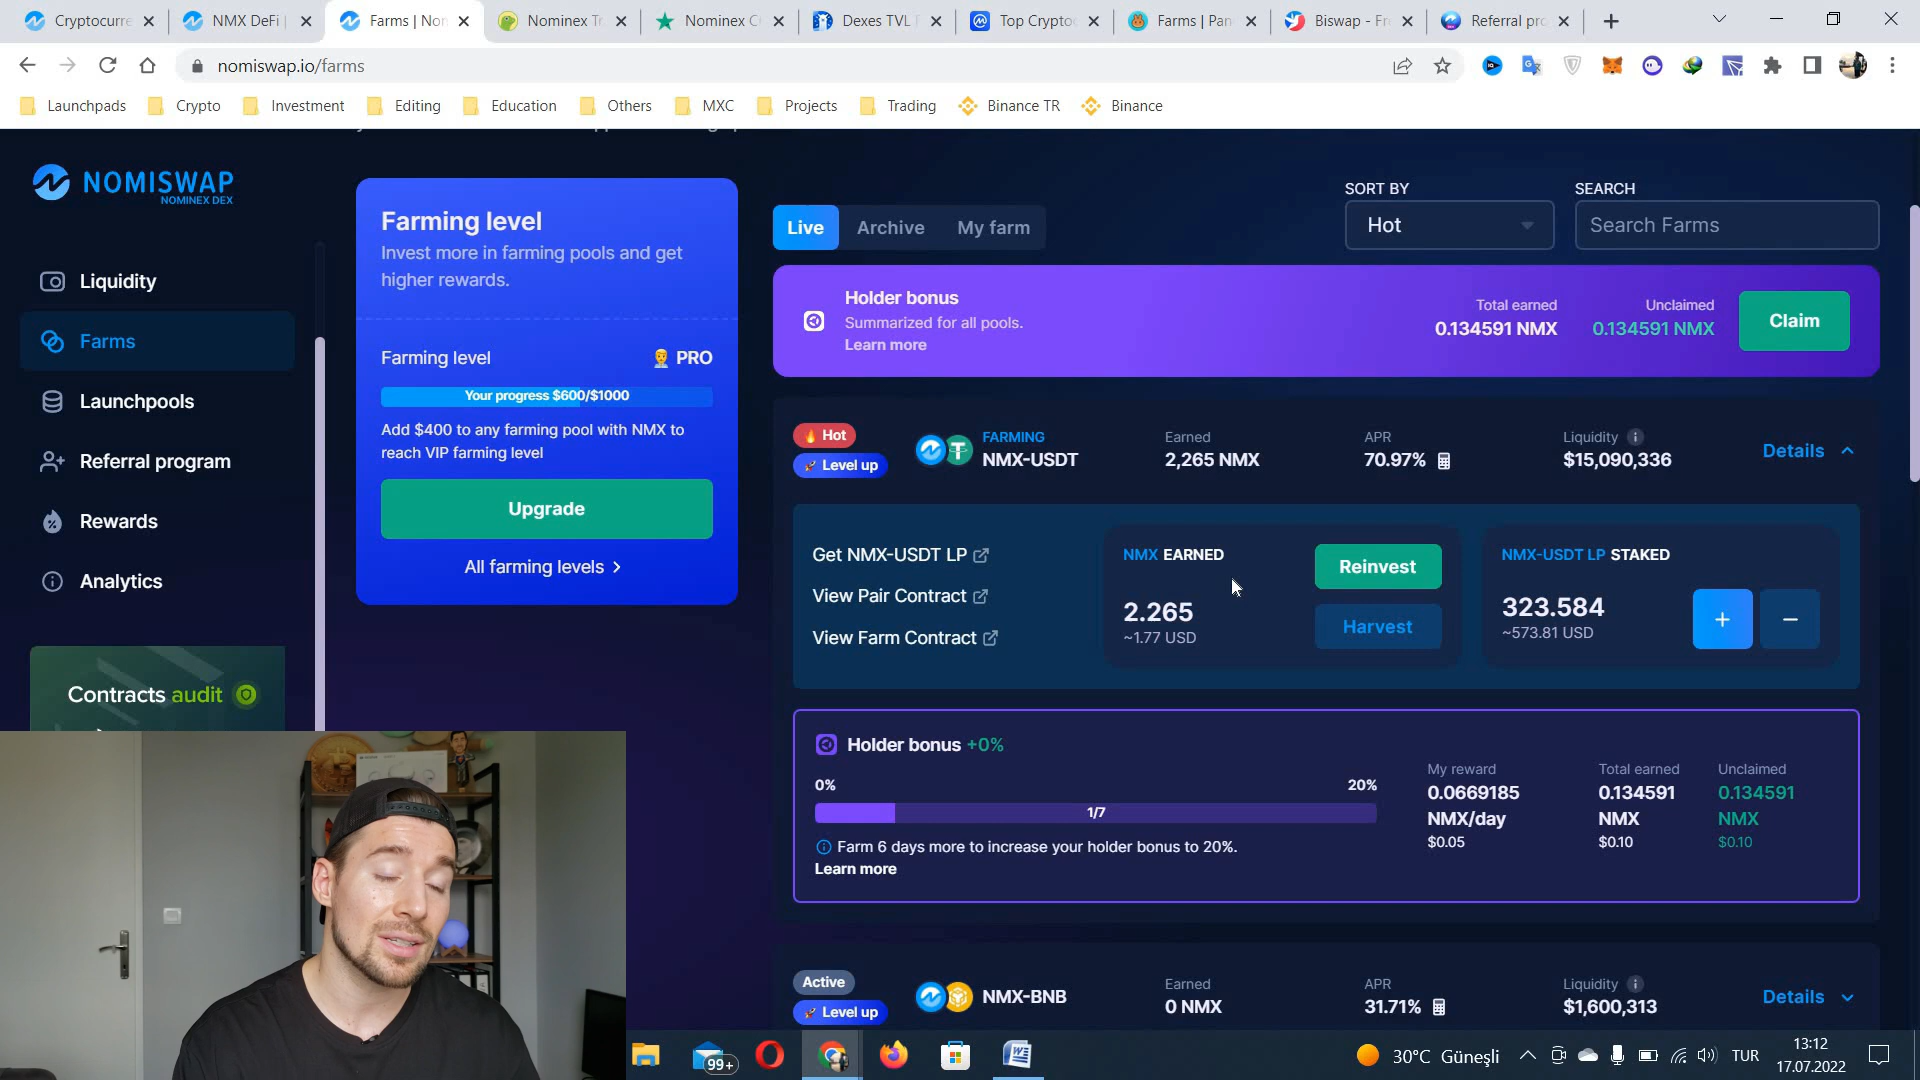 Cryptocurre
NMX DeFi
Farms | Non
Nominex Tr
Nominex C
Dexes TVL
Top Crypto
Farms | Pan
Biswap - Fr
Referral pro
nomiswap.io/farms
Launchpads
Crypto
Investment
Editing
Education
Others
MXC
Projects
Trading
Binance TR
Binance
NOMISWAP
NOMINEX DEX
Liquidity
Farms
Launchpools
Referral program
Rewards
Analytics
Contracts audit
Farming level
Invest more in farming pools and get
higher rewards.
Farming level
PRO
Your progress $600/$1000
Add $400 to any farming pool with NMX to
reach VIP farming level
Upgrade
All farming levels >
Live
Archive
My farm
SORT BY
Hot
SEARCH
Search Farms
Holder bonus
Summarized for all pools.
Learn more
Total earned
0.134591 NMX
Unclaimed
0.134591 NMX
Claim
Hot
Level up
FARMING
NMX-USDT
Earned
2,265 NMX
APR
70.97%
Liquidity
$15,090,336
Details
Get NMX-USDT LP
View Pair Contract
View Farm Contract
NMX EARNED
2.265
~1.77 USD
Reinvest
Harvest
NMX-USDT LP STAKED
323.584
~573.81 USD
+
−
Holder bonus +0%
0%
20%
1/7
Farm 6 days more to increase your holder bonus to 20%.
Learn more
My reward
0.0669185
NMX/day
$0.05
Total earned
0.134591
NMX
$0.10
Unclaimed
0.134591
NMX
$0.10
Active
Level up
NMX-BNB
Earned
0 NMX
APR
31.71%
Liquidity
$1,600,313
Details
99+
30°C Güneşli
TUR
13:12
17.07.2022